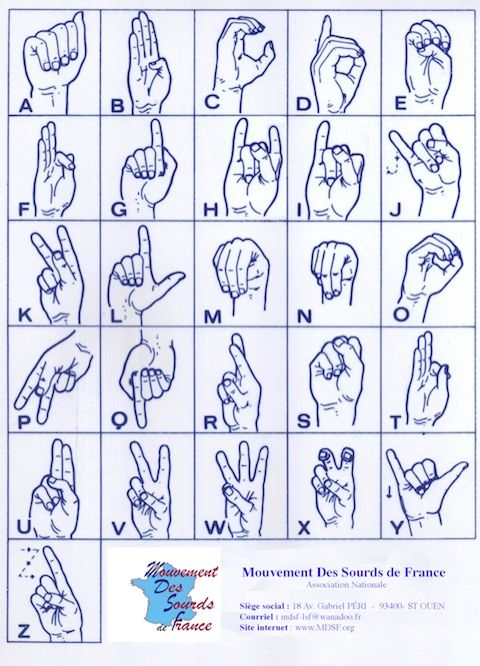 A B C D E
F G H I J
K L M N O
P Q R S T
U V W X Y
Z
Mouvement
Des
Sourds
de France
Mouvement Des Sourds de France
Association Nationale
Siège social : 18 Av. Gabriel PÉRI - 93400- ST OUEN
Courriel : mdsf-lsf@wanadoo.fr
Site internet : www.MDSF.org